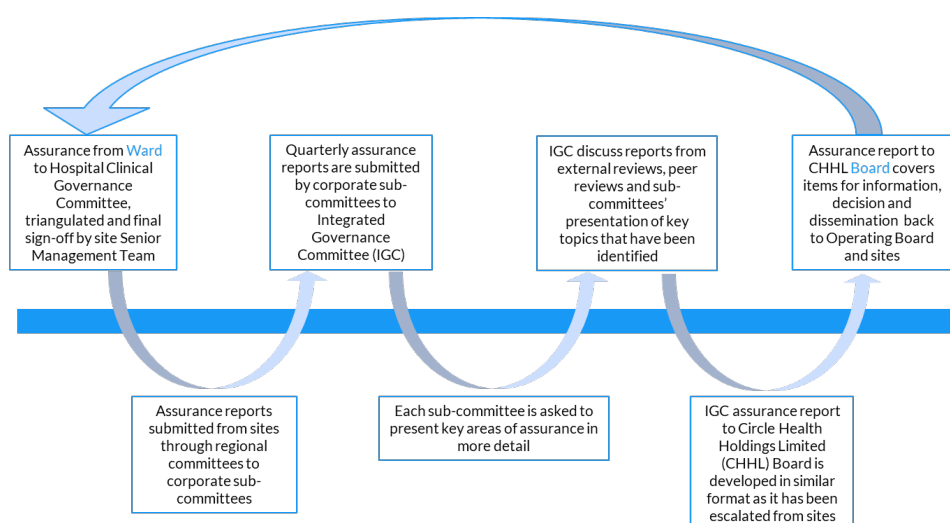 Assurance from Ward
to Hospital Clinical
Governance
Committee,
triangulated and final
sign-off by site Senior
Management Team
Quarterly assurance
reports are submitted
by corporate sub-
committees to
Integrated
Governance
Committee (IGC)
IGC discuss reports from
external reviews, peer
reviews and sub-
committees’
presentation of key
topics that have been
identified
Assurance report to
CHHL Board covers
items for information,
decision and
dissemination back
to Operating Board
and sites
Assurance reports
submitted from sites
through regional
committees to
corporate sub-
committees
Each sub-committee is asked to
present key areas of assurance in
more detail
IGC assurance report
to Circle Health
Holdings Limited
(CHHL) Board is
developed in similar
format as it has been
escalated from sites